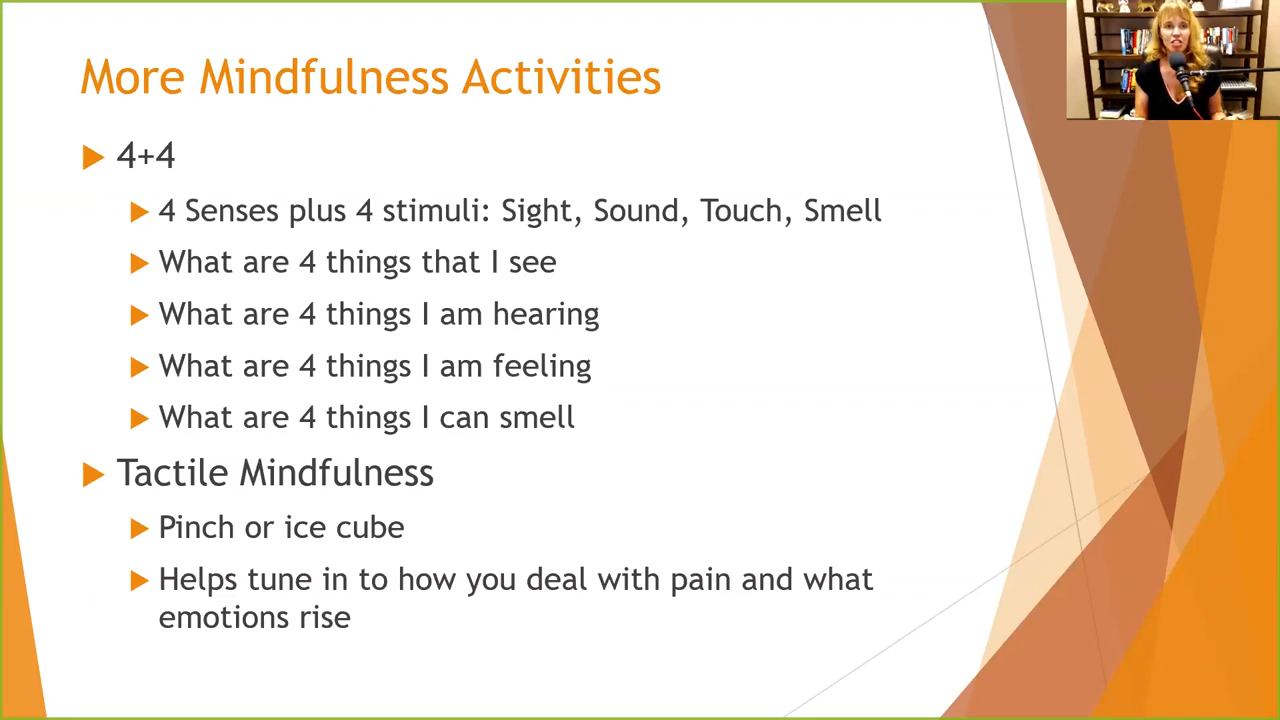 More Mindfulness Activities
4+4
4 Senses plus 4 stimuli: Sight, Sound, Touch, Smell
What are 4 things that I see
What are 4 things I am hearing
What are 4 things I am feeling
What are 4 things I can smell
Tactile Mindfulness
Pinch or ice cube
Helps tune in to how you deal with pain and what
emotions rise